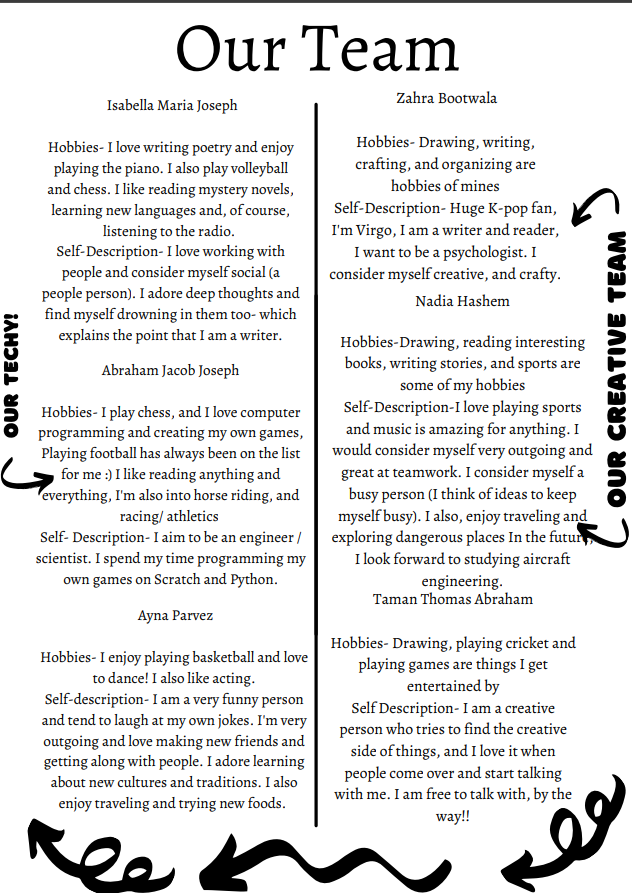 Our Team
Isabella Maria Joseph
Hobbies- I love writing poetry and enjoy
playing the piano. I also play volleyball
and chess. I like reading mystery novels,
learning new languages and, of course,
listening to the radio.
Self-Description- I love working with
people and consider myself social (a
people person). I adore deep thoughts and
find myself drowning in them too- which
explains the point that I am a writer.
OUR TECHY!
Abraham Jacob Joseph
Hobbies- I play chess, and I love computer
programming and creating my own games,
Playing football has always been on the list
for me :) I like reading anything and
everything, I'm also into horse riding, and
racing/ athletics
Self- Description- I aim to be an engineer /
scientist. I spend my time programming my
own games on Scratch and Python.
Ayna Parvez
Hobbies- I enjoy playing basketball and love
to dance! I also like acting.
Self-description- I am a very funny person
and tend to laugh at my own jokes. I'm very
outgoing and love making new friends and
getting along with people. I adore learning
about new cultures and traditions. I also
enjoy traveling and trying new foods.
Zahra Bootwala
Hobbies- Drawing, writing,
crafting, and organizing are
hobbies of mines
Self-Description- Huge K-pop fan,
I'm Virgo, I am a writer and reader,
I want to be a psychologist. I
consider myself creative, and crafty.
OUR CREATIVE TEAM
Nadia Hashem
Hobbies-Drawing, reading interesting
books, writing stories, and sports are
some of my hobbies
Self-Description-I love playing sports
and music is amazing for anything. I
would consider myself very outgoing and
great at teamwork. I consider myself a
busy person (I think of ideas to keep
myself busy). I also, enjoy traveling and
exploring dangerous places In the future,
I look forward to studying aircraft
engineering.
Taman Thomas Abraham
Hobbies- Drawing, playing cricket and
playing games are things I get
entertained by
Self Description- I am a creative
person who tries to find the creative
side of things, and I love it when
people come over and start talking
with me. I am free to talk with, by the
way!!